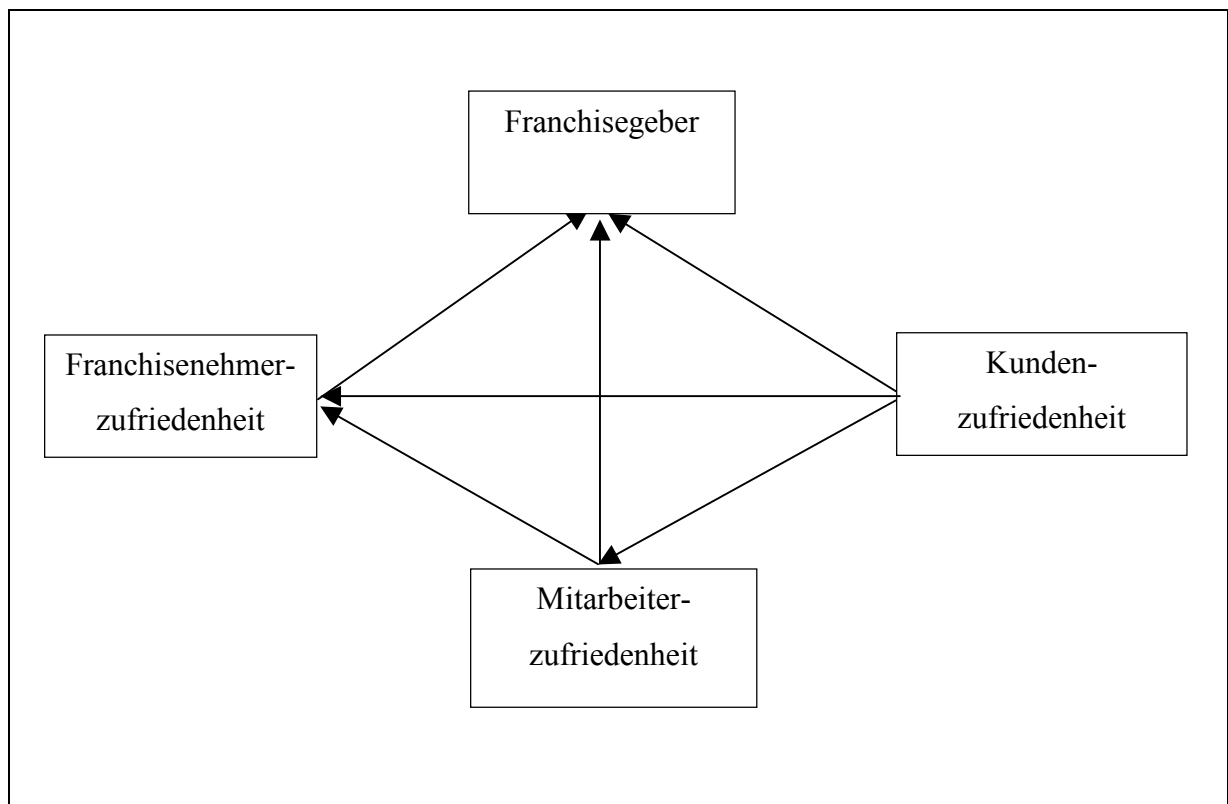 Franchisegeber
Franchisenehmer-
zufriedenheit
Kunden-
zufriedenheit
Mitarbeiter-
zufriedenheit